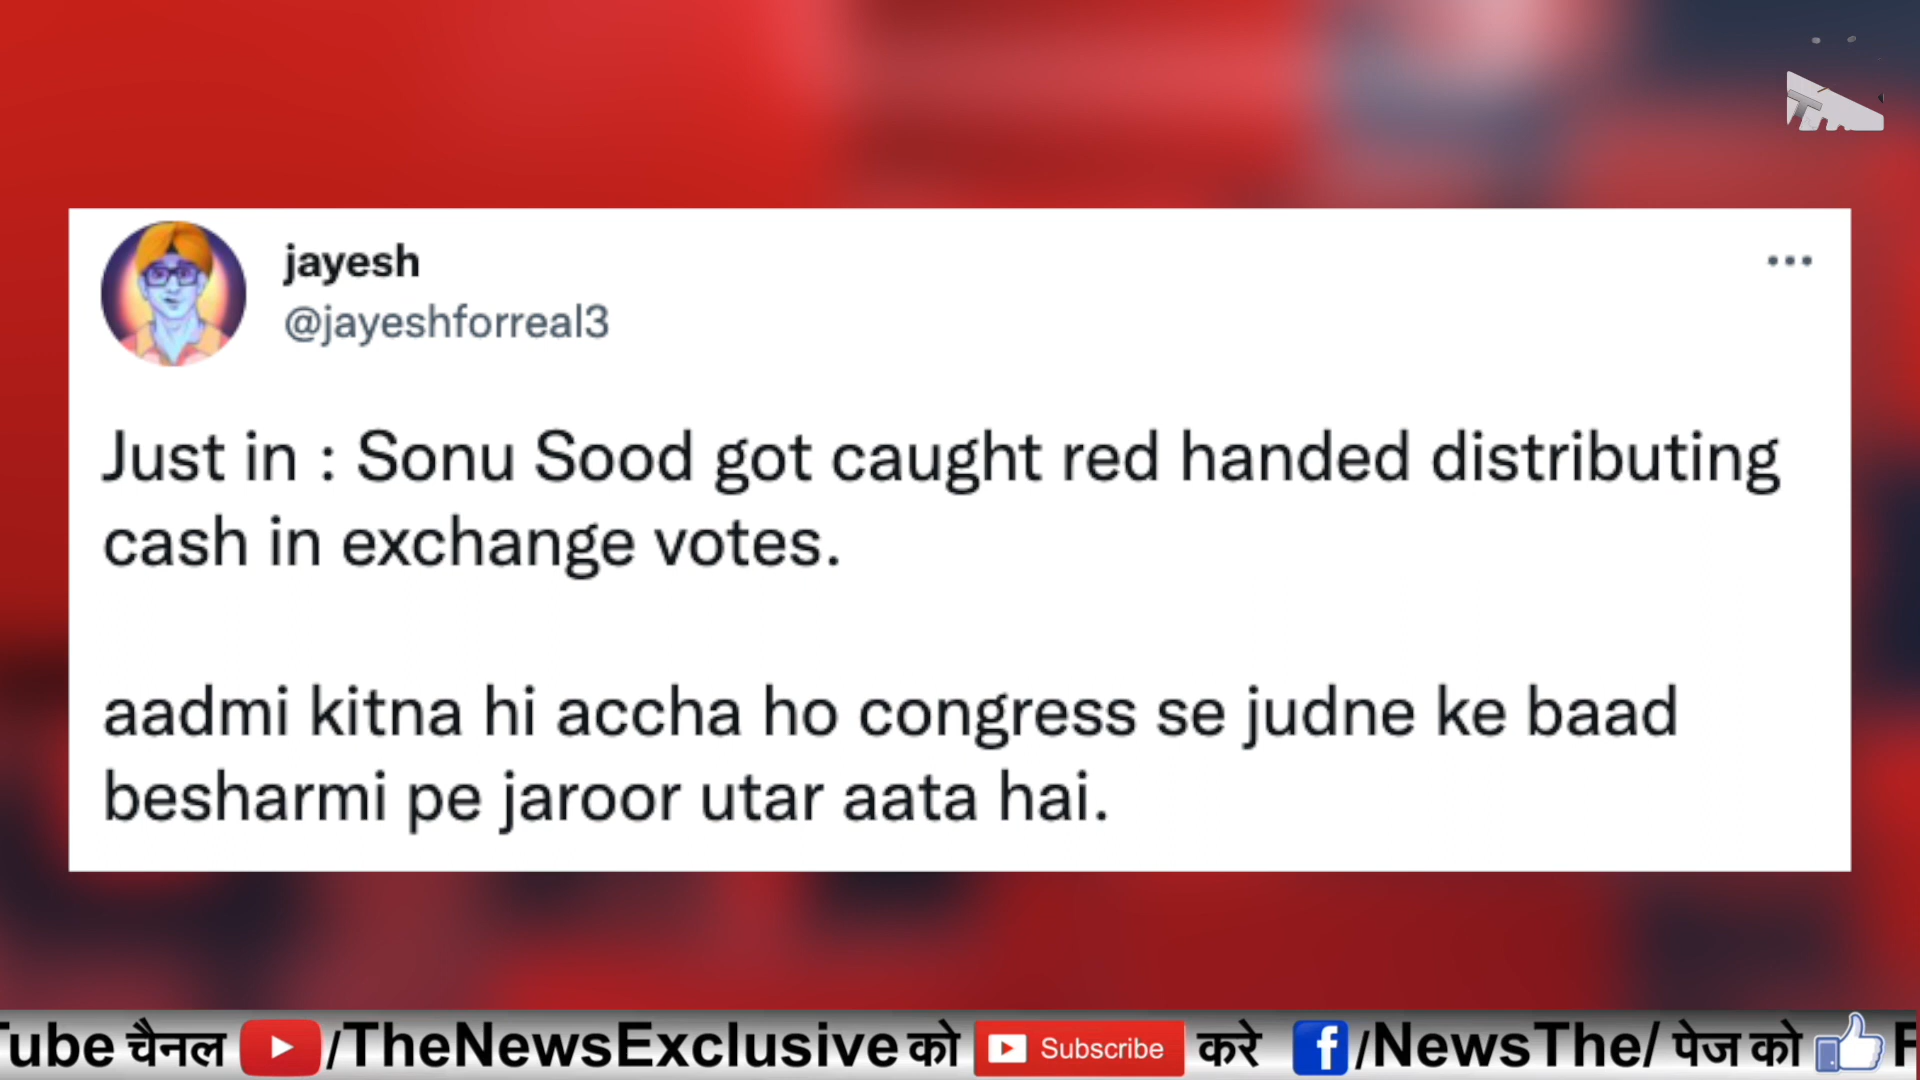 jayesh
@jayeshforreal3
Just in : Sonu Sood got caught red handed distributing
cash in exchange votes.
aadmi kitna hi accha ho congress se judne ke baad
besharmi pe jaroor utar aata hai.
Tube चैनल /TheNewsExclusive को Subscribe करे /NewsThe/ पेज को